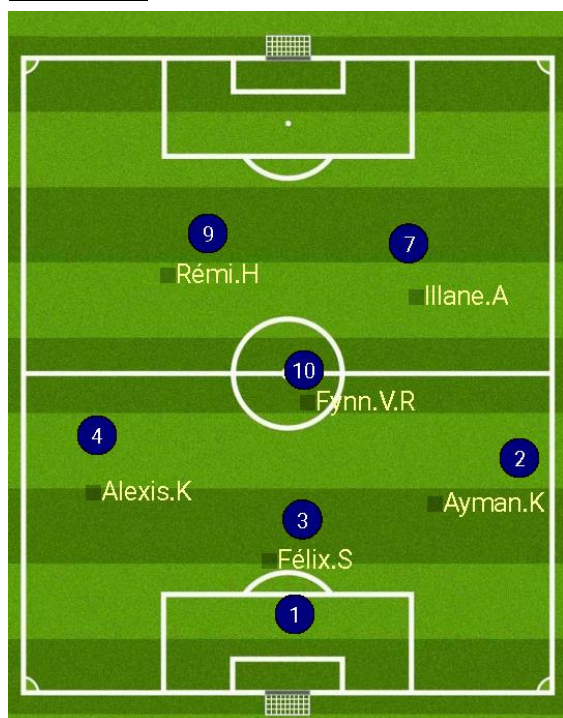 9
7
Rémi.H
Illane.A
10
Fynn.V.R
4
2
Alexis.K
Ayman.K
3
Félix.S
1